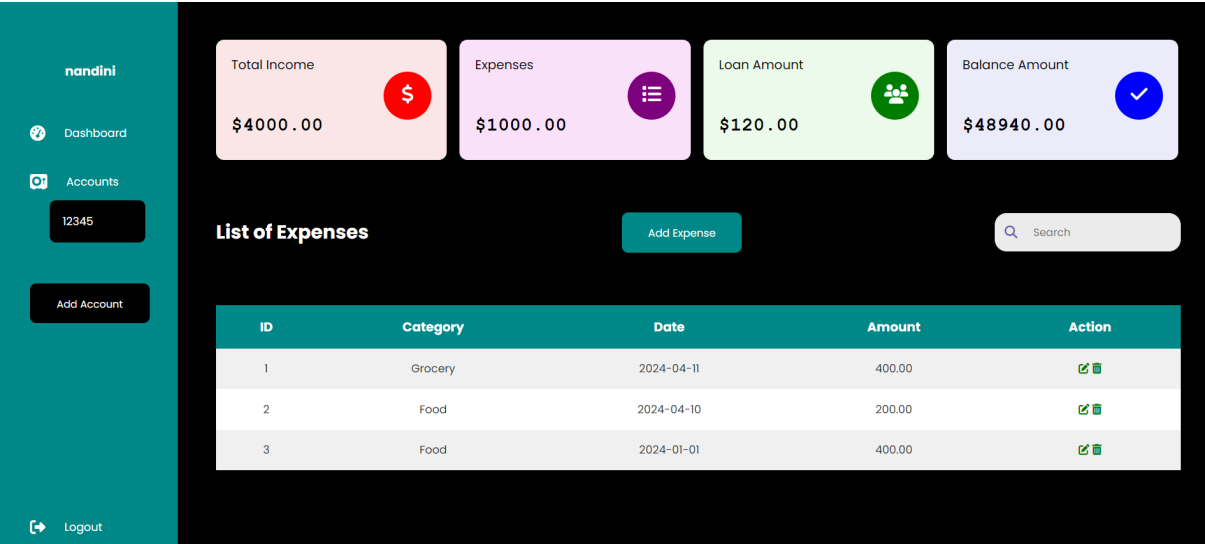 nandini
Dashboard
Accounts
12345
Add Account
Logout
Total Income
$4000.00
Expenses
$1000.00
Loan Amount
$120.00
Balance Amount
$48940.00
List of Expenses
Add Expense
Search
ID Category Date Amount Action
1 Grocery 2024-04-11 400.00
2 Food 2024-04-10 200.00
3 Food 2024-01-01 400.00